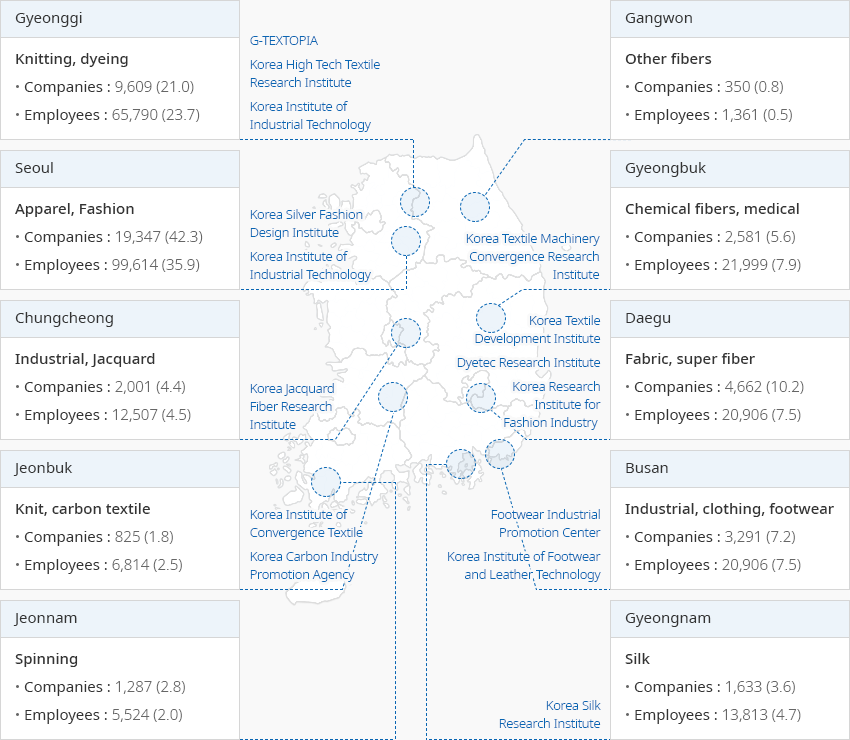 Gyeonggi
Knitting, dyeing
• Companies : 9,609 (21.0)
• Employees : 65,790 (23.7)
Seoul
Apparel, Fashion
• Companies : 19,347 (42.3)
• Employees : 99,614 (35.9)
Chungcheong
Industrial, Jacquard
• Companies : 2,001 (4.4)
• Employees : 12,507 (4.5)
Jeonbuk
Knit, carbon textile
• Companies : 825 (1.8)
• Employees : 6,814 (2.5)
Jeonnam
Spinning
• Companies : 1,287 (2.8)
• Employees : 5,524 (2.0)
G-TEXTOPIA
Korea High Tech Textile
Research Institute
Korea Institute of
Industrial Technology
Korea Silver Fashion
Design Institute
Korea Institute of
Industrial Technology
Korea Jacquard
Fiber Research
Institute
Korea Institute of
Convergence Textile
Korea Carbon Industry
Promotion Agency
Korea Textile Machinery
Convergence Research
Institute
Korea Textile
Development Institute
Dyetec Research Institute
Korea Research
Institute for
Fashion Industry
Footwear Industrial
Promotion Center
Korea Institute of Footwear
and Leather Technology
Korea Silk
Research Institute
Gangwon
Other fibers
• Companies : 350 (0.8)
• Employees : 1,361 (0.5)
Gyeongbuk
Chemical fibers, medical
• Companies : 2,581 (5.6)
• Employees : 21,999 (7.9)
Daegu
Fabric, super fiber
• Companies : 4,662 (10.2)
• Employees : 20,906 (7.5)
Busan
Industrial, clothing, footwear
• Companies : 3,291 (7.2)
• Employees : 20,906 (7.5)
Gyeongnam
Silk
• Companies : 1,633 (3.6)
• Employees : 13,813 (4.7)